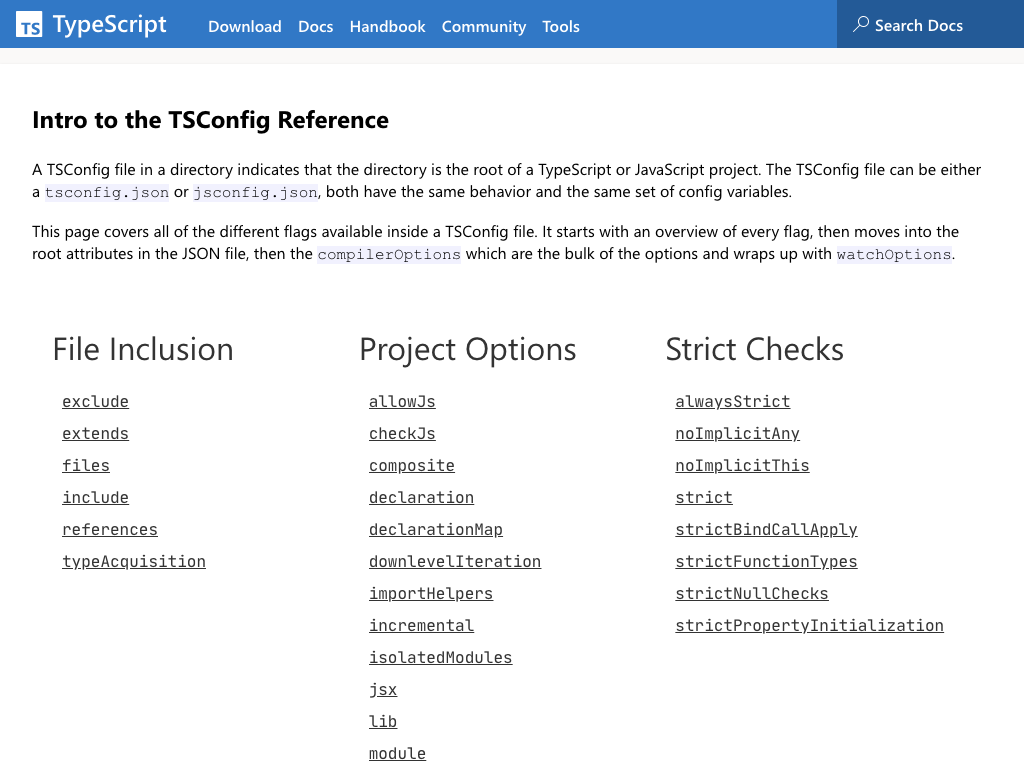 TS TypeScript Download Docs Handbook Community Tools Search Docs
Intro to the TSConfig Reference
A TSConfig file in a directory indicates that the directory is the root of a TypeScript or JavaScript project. The TSConfig file can be either
a tsconfig.json or jsconfig.json, both have the same behavior and the same set of config variables.
This page covers all of the different flags available inside a TSConfig file. It starts with an overview of every flag, then moves into the
root attributes in the JSON file, then the compilerOptions which are the bulk of the options and wraps up with watchOptions.
File Inclusion
exclude
extends
files
include
references
typeAcquisition
Project Options
allowJs
checkJs
composite
declaration
declarationMap
downlevelIteration
importHelpers
incremental
isolatedModules
jsx
lib
module
Strict Checks
alwaysStrict
noImplicitAny
noImplicitThis
strict
strictBindCallApply
strictFunctionTypes
strictNullChecks
strictPropertyInitialization